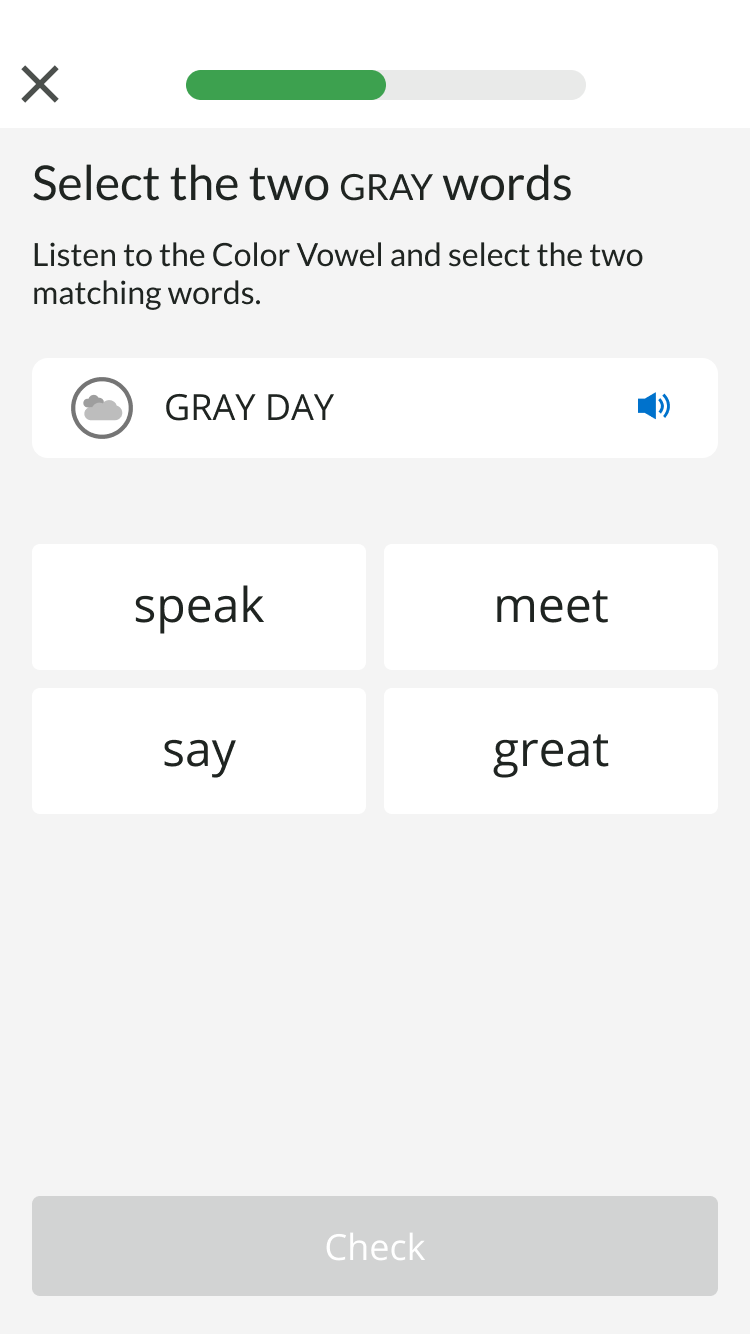 Select the two GRAY words
Listen to the Color Vowel and select the two
matching words.
GRAY DAY
speak
meet
say
great
Check